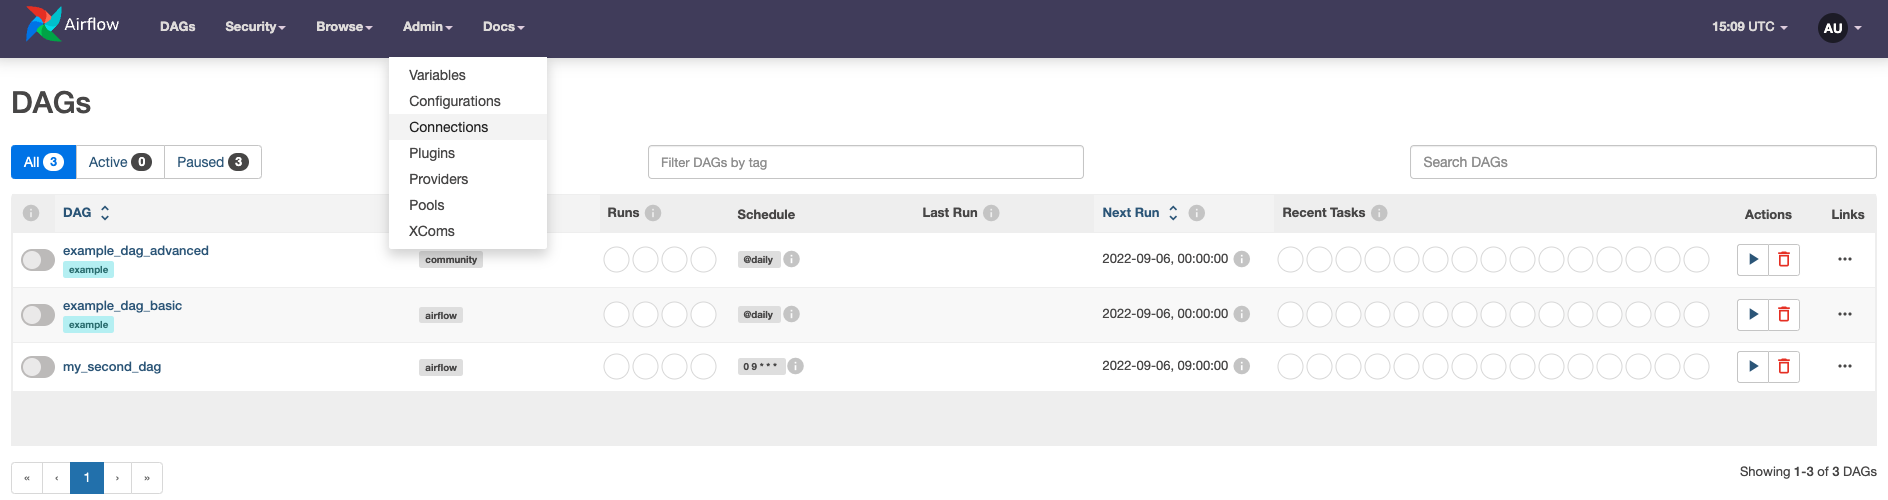 Airflow DAGs Security Browse Admin Docs 15:09 UTC AU
Variables
Configurations
Connections
Plugins
Providers
Pools
XComs
DAGs
All 3 Active 0 Paused 3 Filter DAGs by tag Search DAGs
i DAG Runs i Schedule Last Run i Next Run i Recent Tasks i Actions Links
example_dag_advanced
example community @daily i 2022-09-06, 00:00:00 i
example_dag_basic
example airflow @daily i 2022-09-06, 00:00:00 i
my_second_dag airflow 0 9 * * * i 2022-09-06, 09:00:00 i
« ‹ 1 › » Showing 1-3 of 3 DAGs